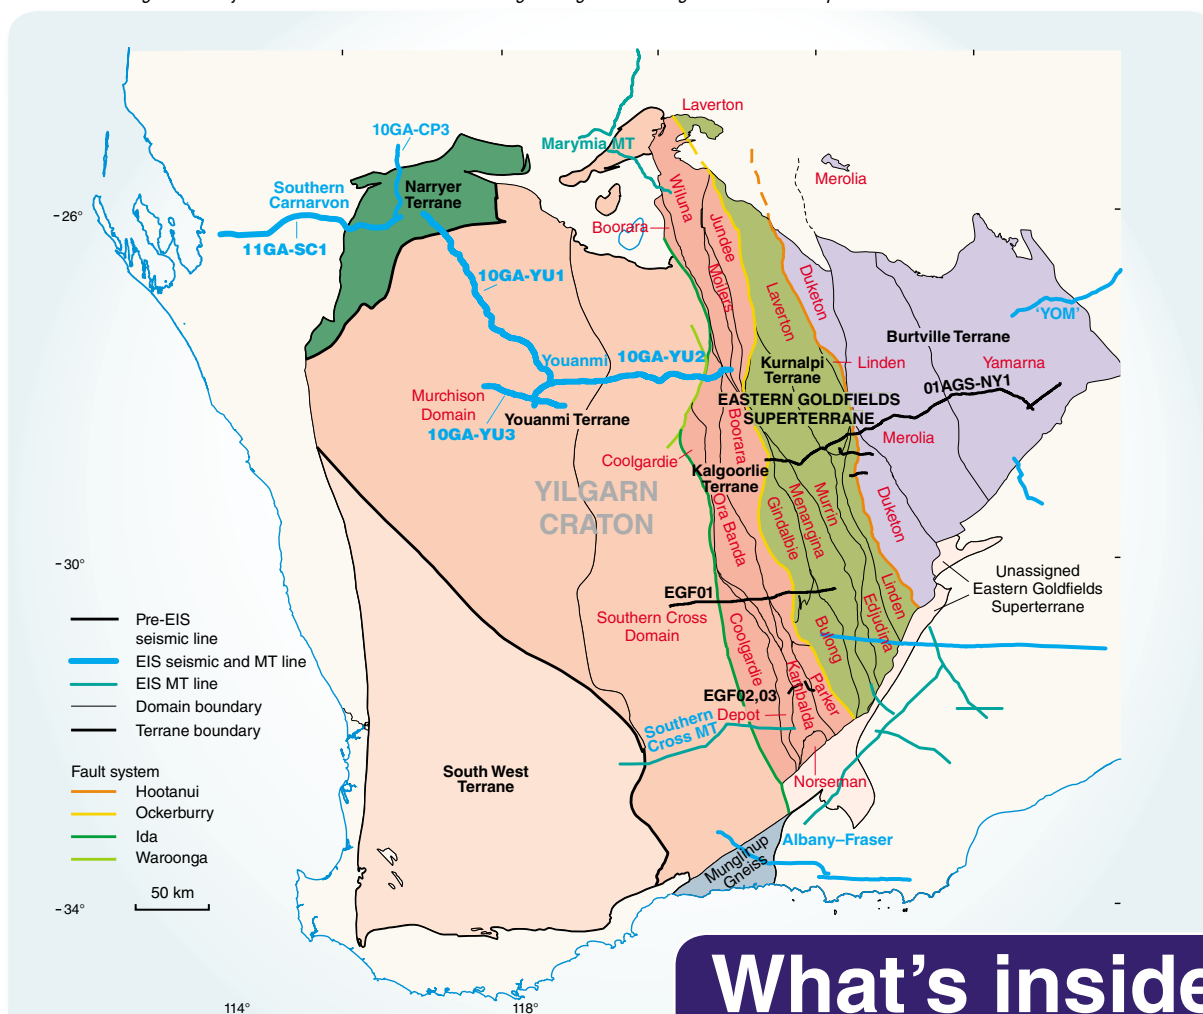 Laverton
10GA-CP3
Marymia MT
Merolia
Southern
Carnarvon
Narryer
Terrane
Wiluna
26°
Boorara
Jundee
11GA-SC1
10GA-YU1
Moilers
Duketon
Laverton
'YOM'
Burtville Terrane
Youanmi
10GA-YU2
Kurnalpi
Terrane
Linden
Yamarna
Murchison
Domain
01AGS-NY1
EASTERN GOLDFIELDS
SUPERTERRANE
Youanmi Terrane
10GA-YU3
Boorara
Merolia
Coolgardie
Kalgoorlie
Terrane
YILGARN
CRATON
Ora Banda
Gindalbie
Menangina
Murrin
Duketon
30°
Unassigned
Eastern Goldfields
Superterrane
EGF01
Linden
Edjudina
Southern Cross
Domain
Coolgardie
Bulong
Pre-EIS
seismic line
EIS seismic and MT line
EIS MT line
Domain boundary
Terrane boundary
EGF02,03
Kambalda
Parker
Depot
Southern
Cross MT
South West
Terrane
Norseman
Fault system
Hootanui
Ockerburry
Ida
Waroonga
Albany–Fraser
Munglinup
Gneiss
50 km
34°
What's inside
114°
118°